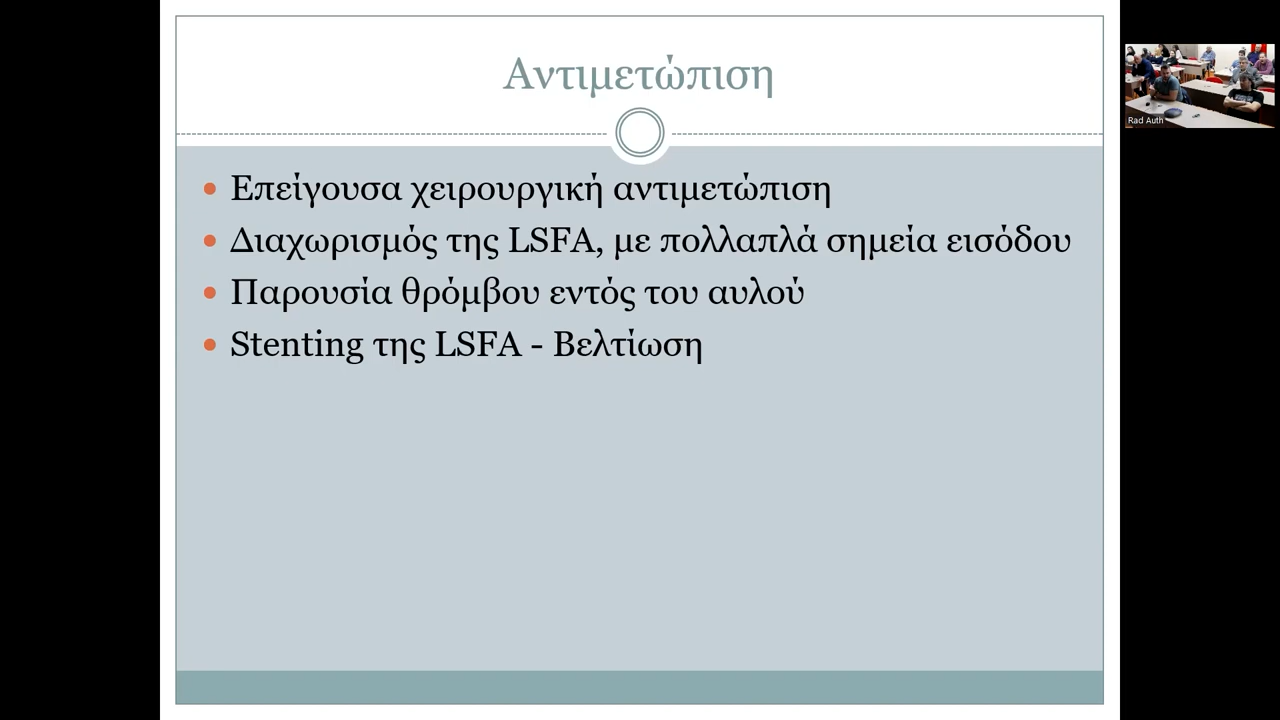 Αντιμετώπιση
Επείγουσα χειρουργική αντιμετώπιση
Διαχωρισμός της LSFA, με πολλαπλά σημεία εισόδου
Παρουσία θρόμβου εντός του αυλού
Stenting της LSFA - Βελτίωση
Rad Auth